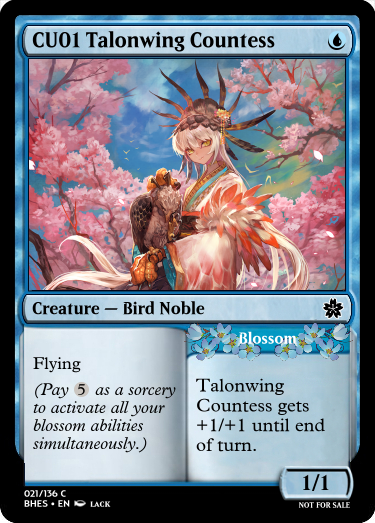 CU01 Talonwing Countess
Creature — Bird Noble
Blossom
Flying
(Pay 5 as a sorcery
to activate all your
blossom abilities
simultaneously.)
Talonwing
Countess gets
+1/+1 until end
of turn.
1/1
021/136 C
BHES • EN LACK
NOT FOR SALE